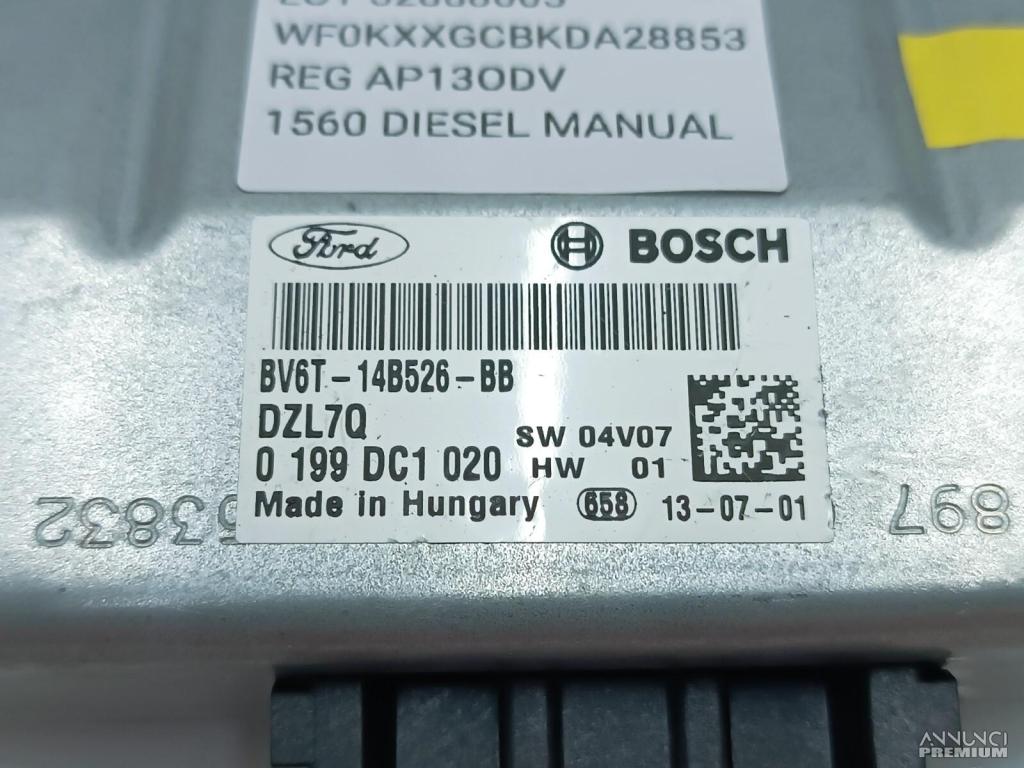 WF0KXXGCBKDA28853
REG AP13ODV
1560 DIESEL MANUAL
Ford
BOSCH
BV6T-14B526-BB
DZL7Q
SW 04V07
0 199 DC1 020
HW 01
Made in Hungary
658
13-07-01
53832
897
ANNUNCI
PREMIUM